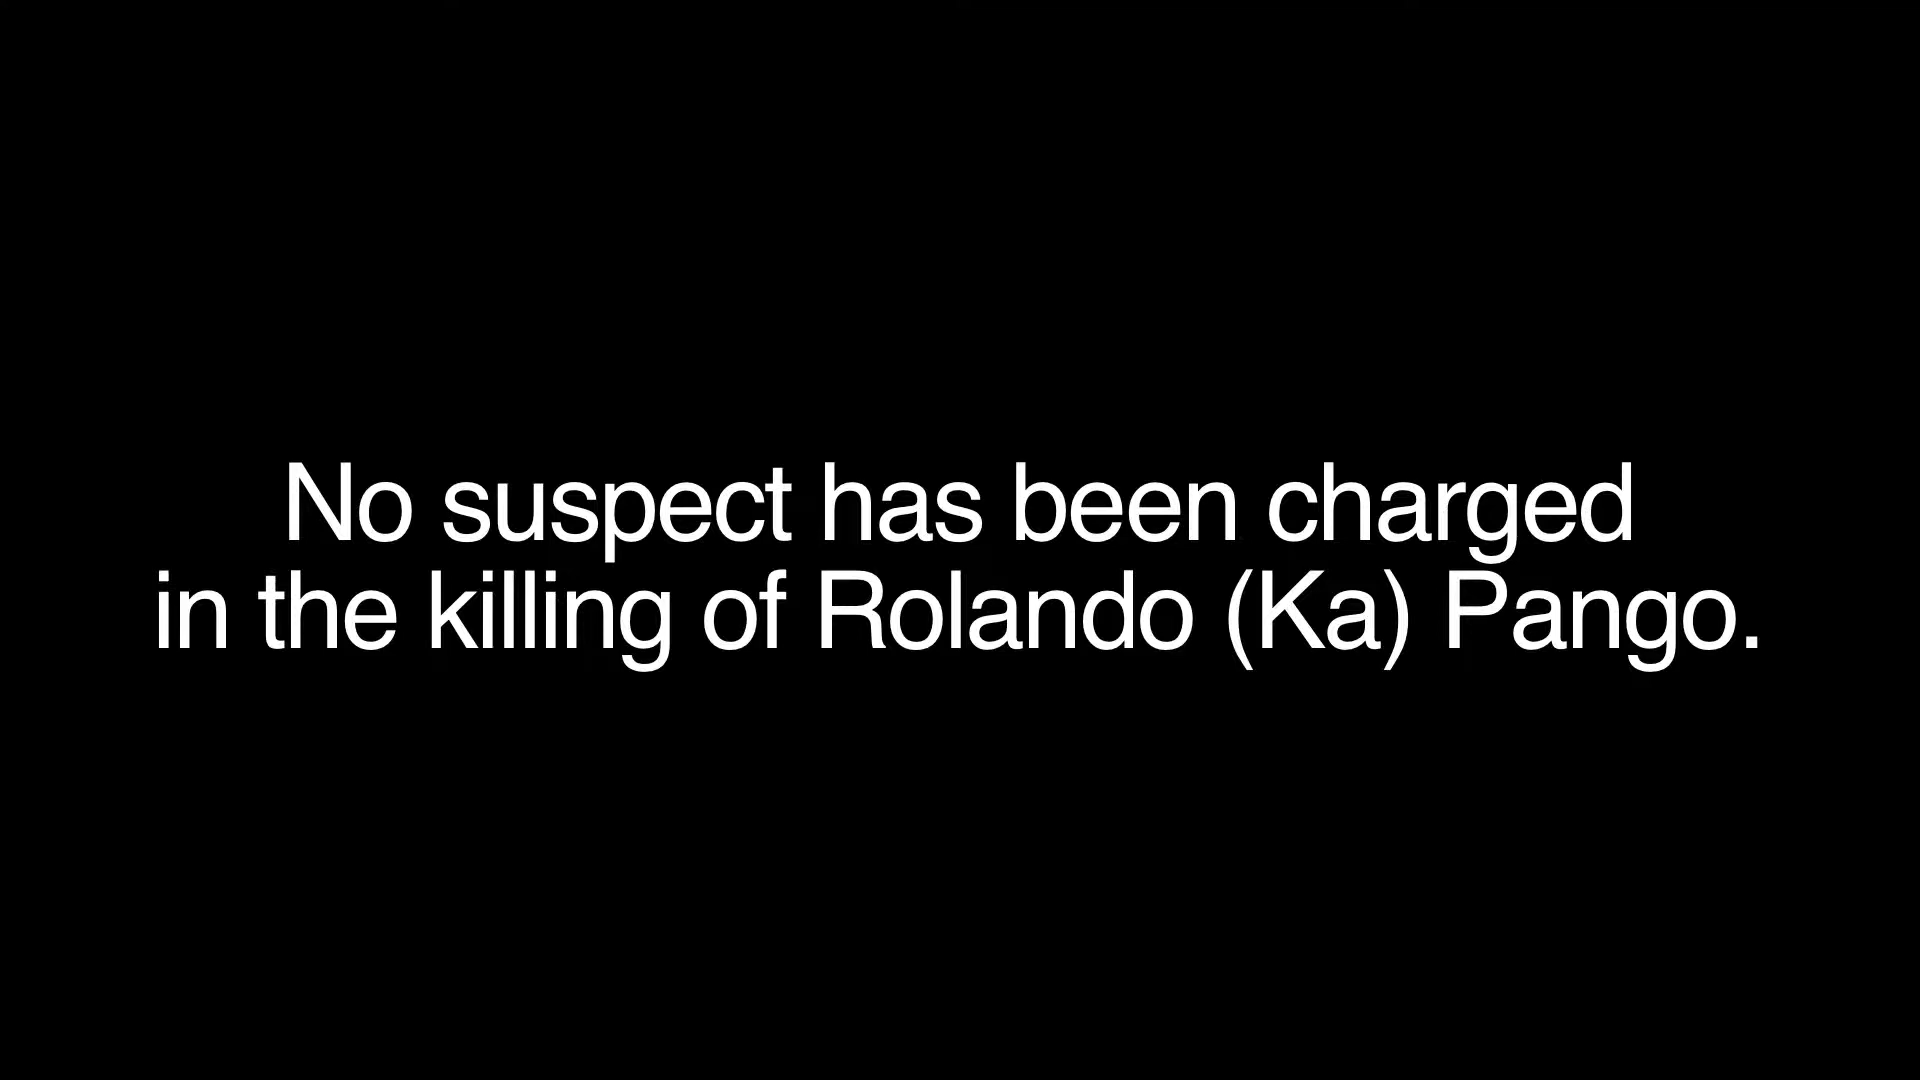 No suspect has been charged
in the killing of Rolando (Ka) Pango.